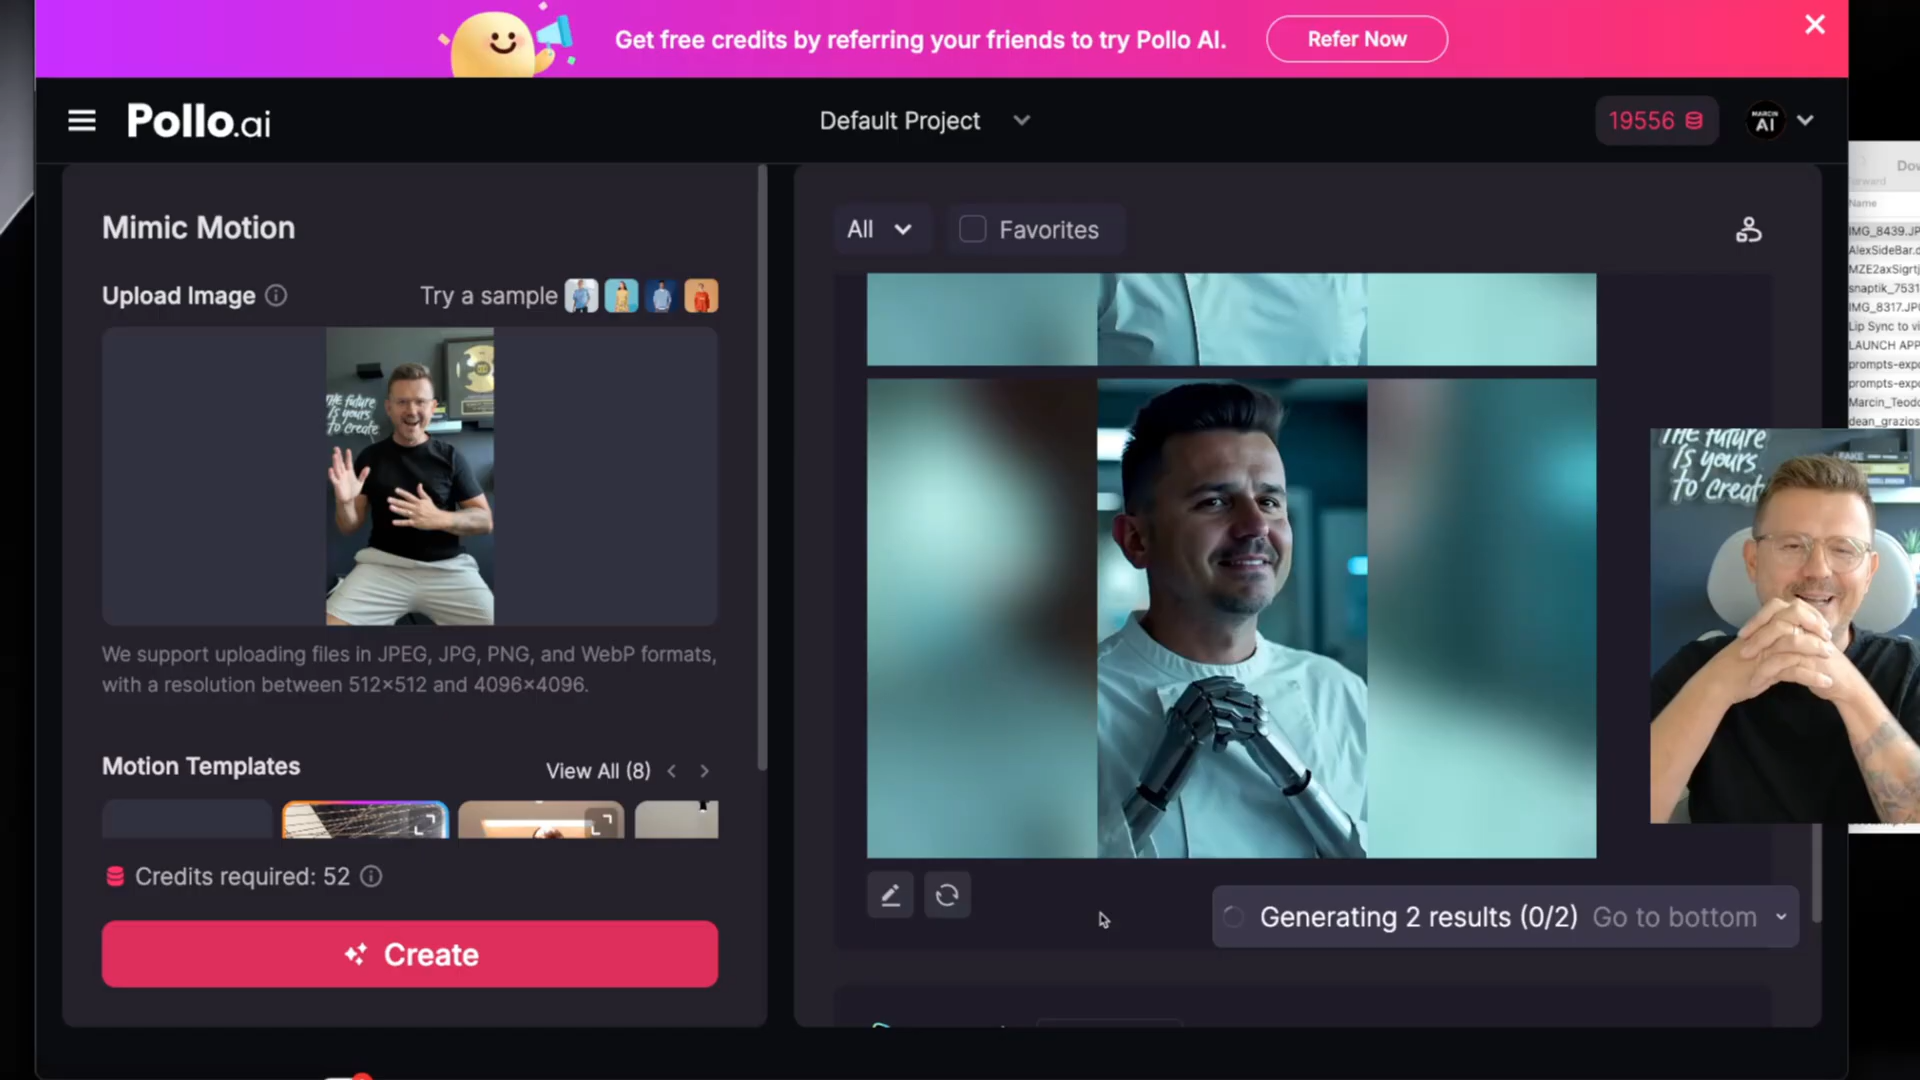 Get free credits by referring your friends to try Pollo AI.
Refer Now
Pollo.ai
Default Project
19556
MARCIN
AI
Mimic Motion
All
Favorites
Upload Image
Try a sample
THE future
Is yours
to create
We support uploading files in JPEG, JPG, PNG, and WebP formats,
with a resolution between 512×512 and 4096×4096.
Motion Templates
View All (8)
Credits required: 52
Create
Generating 2 results (0/2)
Go to bottom
Name
IMG_8439.JP
AlexSideBar.
MZE2axSigrtj
snaptik_7531
IMG_8317.JP
Lip Sync to vi
LAUNCH APP
prompts-exp
prompts-exp
Marcin_Teod
dean_grazios
THE future
Is yours
to creat